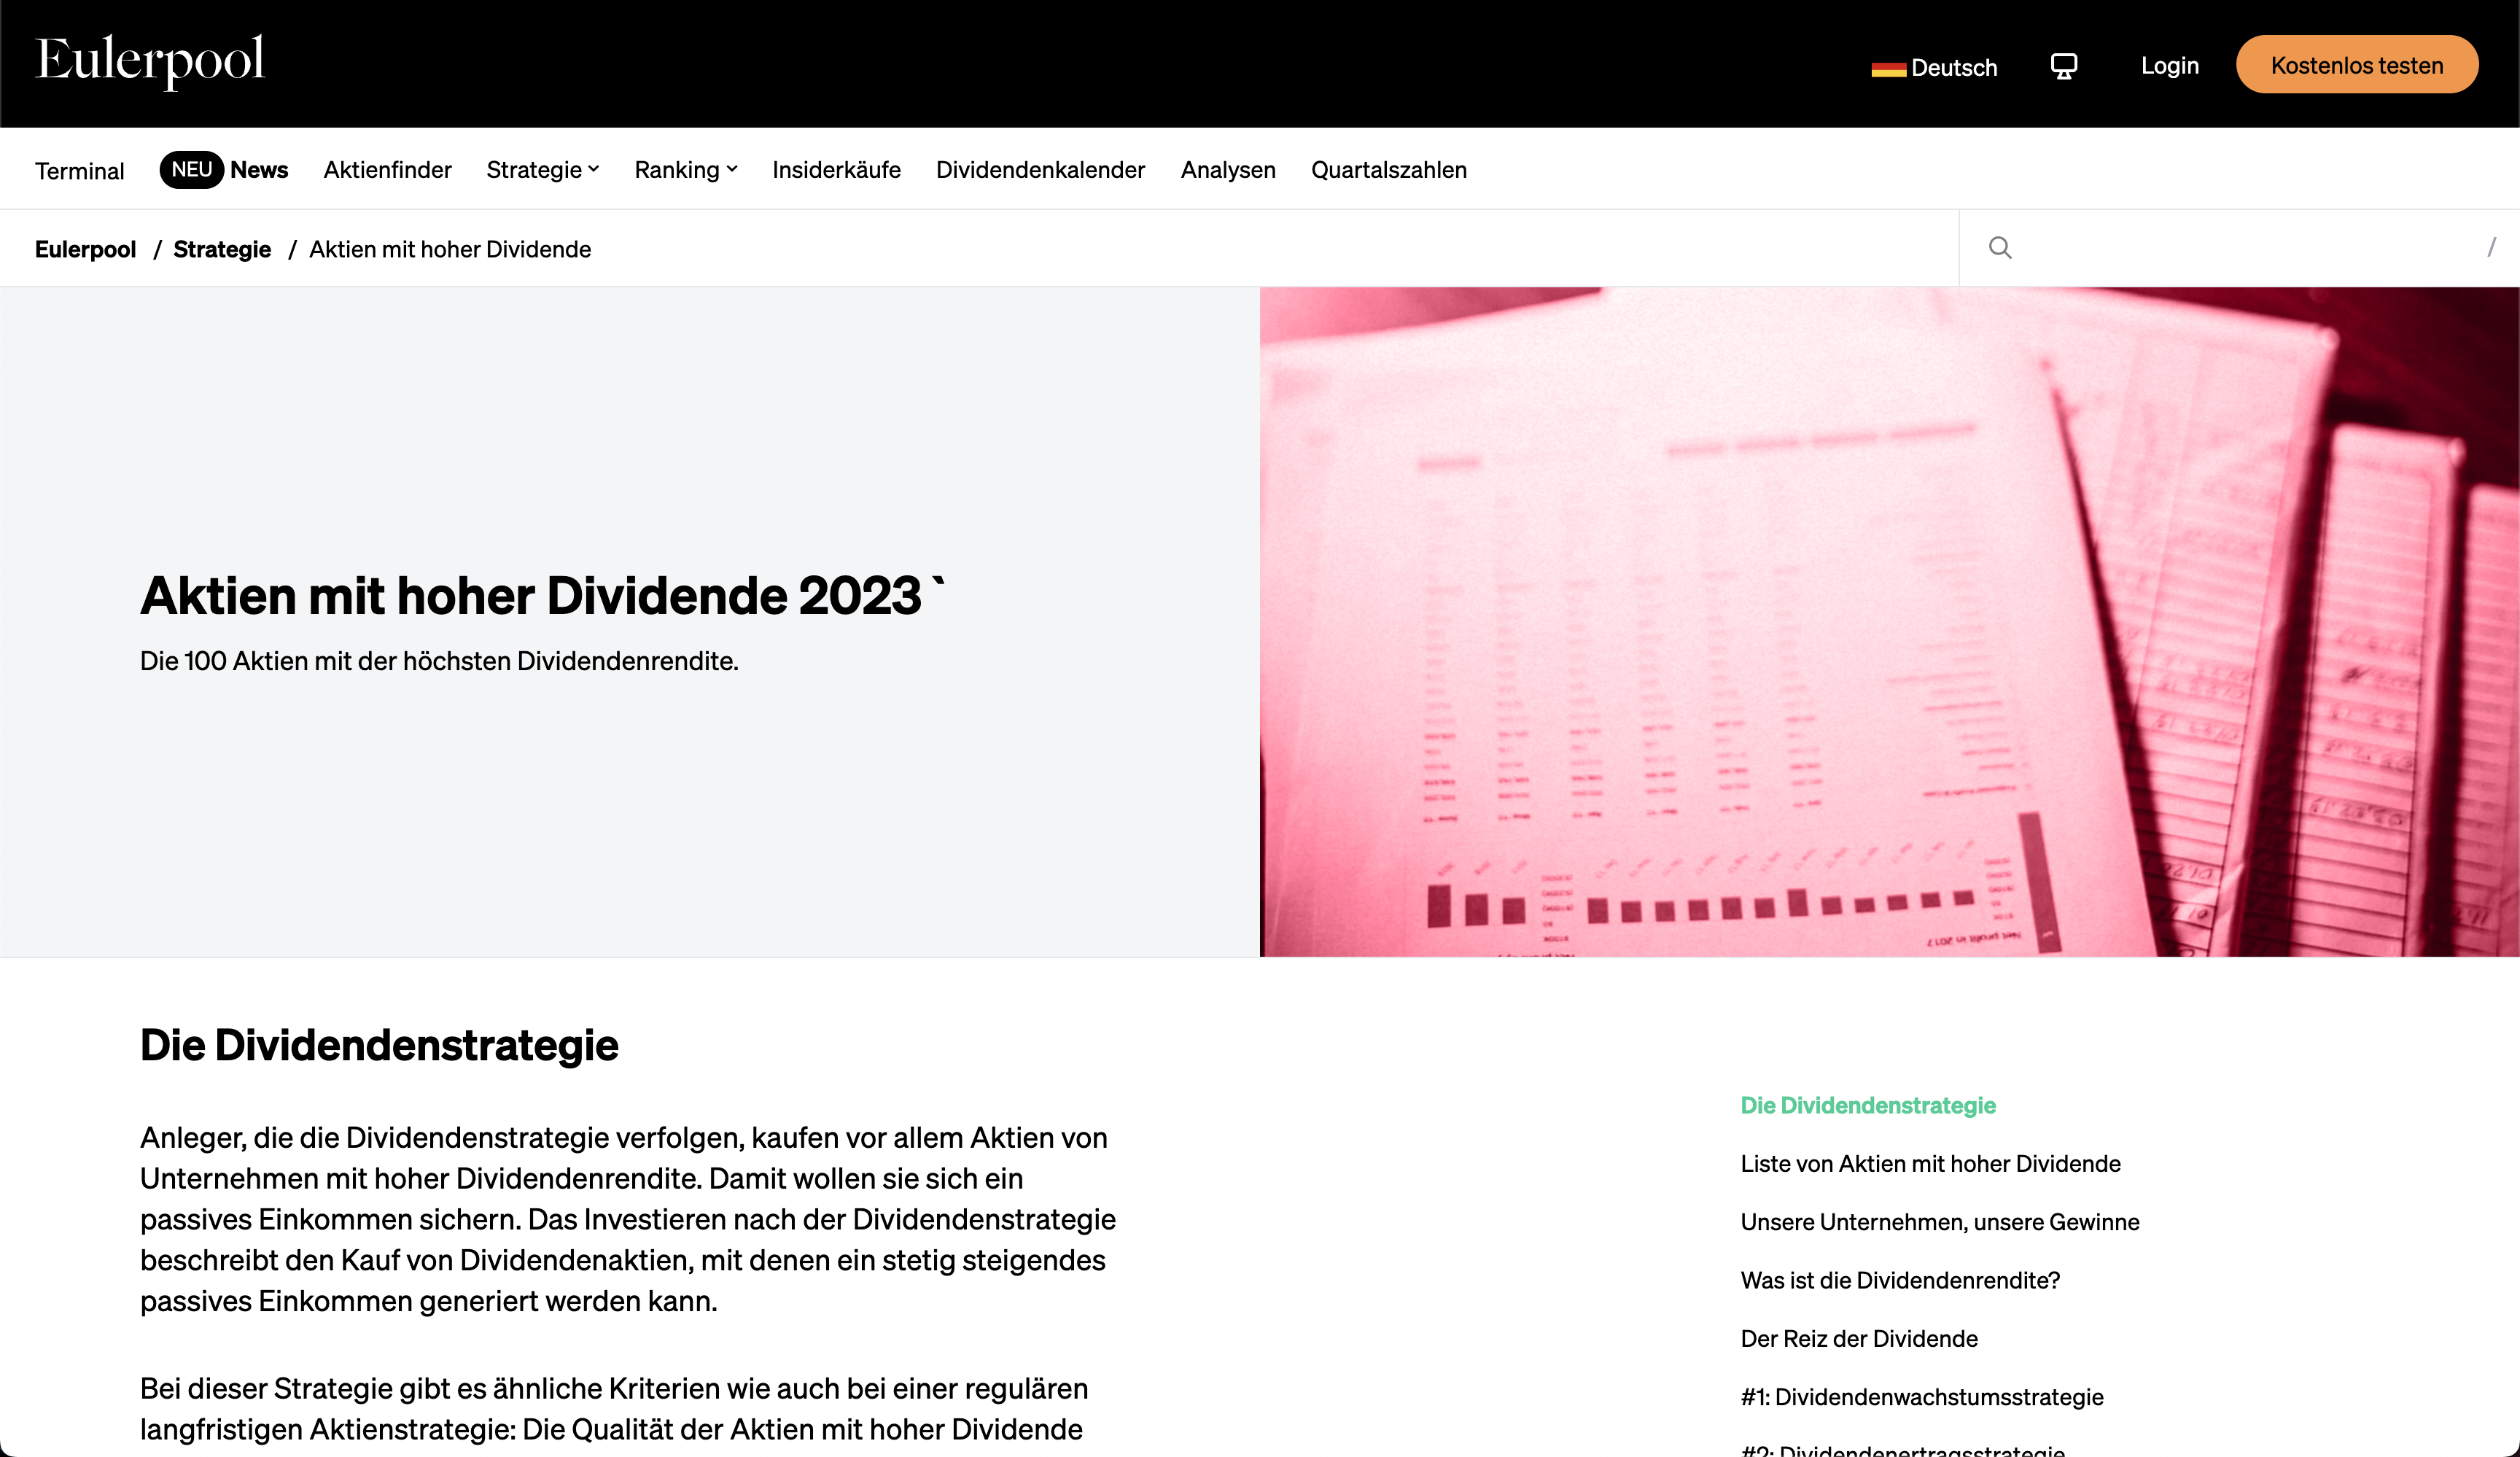 Eulerpool
Deutsch
Login
Kostenlos testen
Terminal
NEU News
Aktienfinder
Strategie
Ranking
Insiderkäufe
Dividendenkalender
Analysen
Quartalszahlen
Eulerpool / Strategie / Aktien mit hoher Dividende
/
Aktien mit hoher Dividende 2023 `
Die 100 Aktien mit der höchsten Dividendenrendite.
Net profit in 2017
Die Dividendenstrategie
Anleger, die die Dividendenstrategie verfolgen, kaufen vor allem Aktien von
Unternehmen mit hoher Dividendenrendite. Damit wollen sie sich ein
passives Einkommen sichern. Das Investieren nach der Dividendenstrategie
beschreibt den Kauf von Dividendenaktien, mit denen ein stetig steigendes
passives Einkommen generiert werden kann.
Bei dieser Strategie gibt es ähnliche Kriterien wie auch bei einer regulären
langfristigen Aktienstrategie: Die Qualität der Aktien mit hoher Dividende
Die Dividendenstrategie
Liste von Aktien mit hoher Dividende
Unsere Unternehmen, unsere Gewinne
Was ist die Dividendenrendite?
Der Reiz der Dividende
#1: Dividendenwachstumsstrategie
#2: Dividendenertragsstrategie